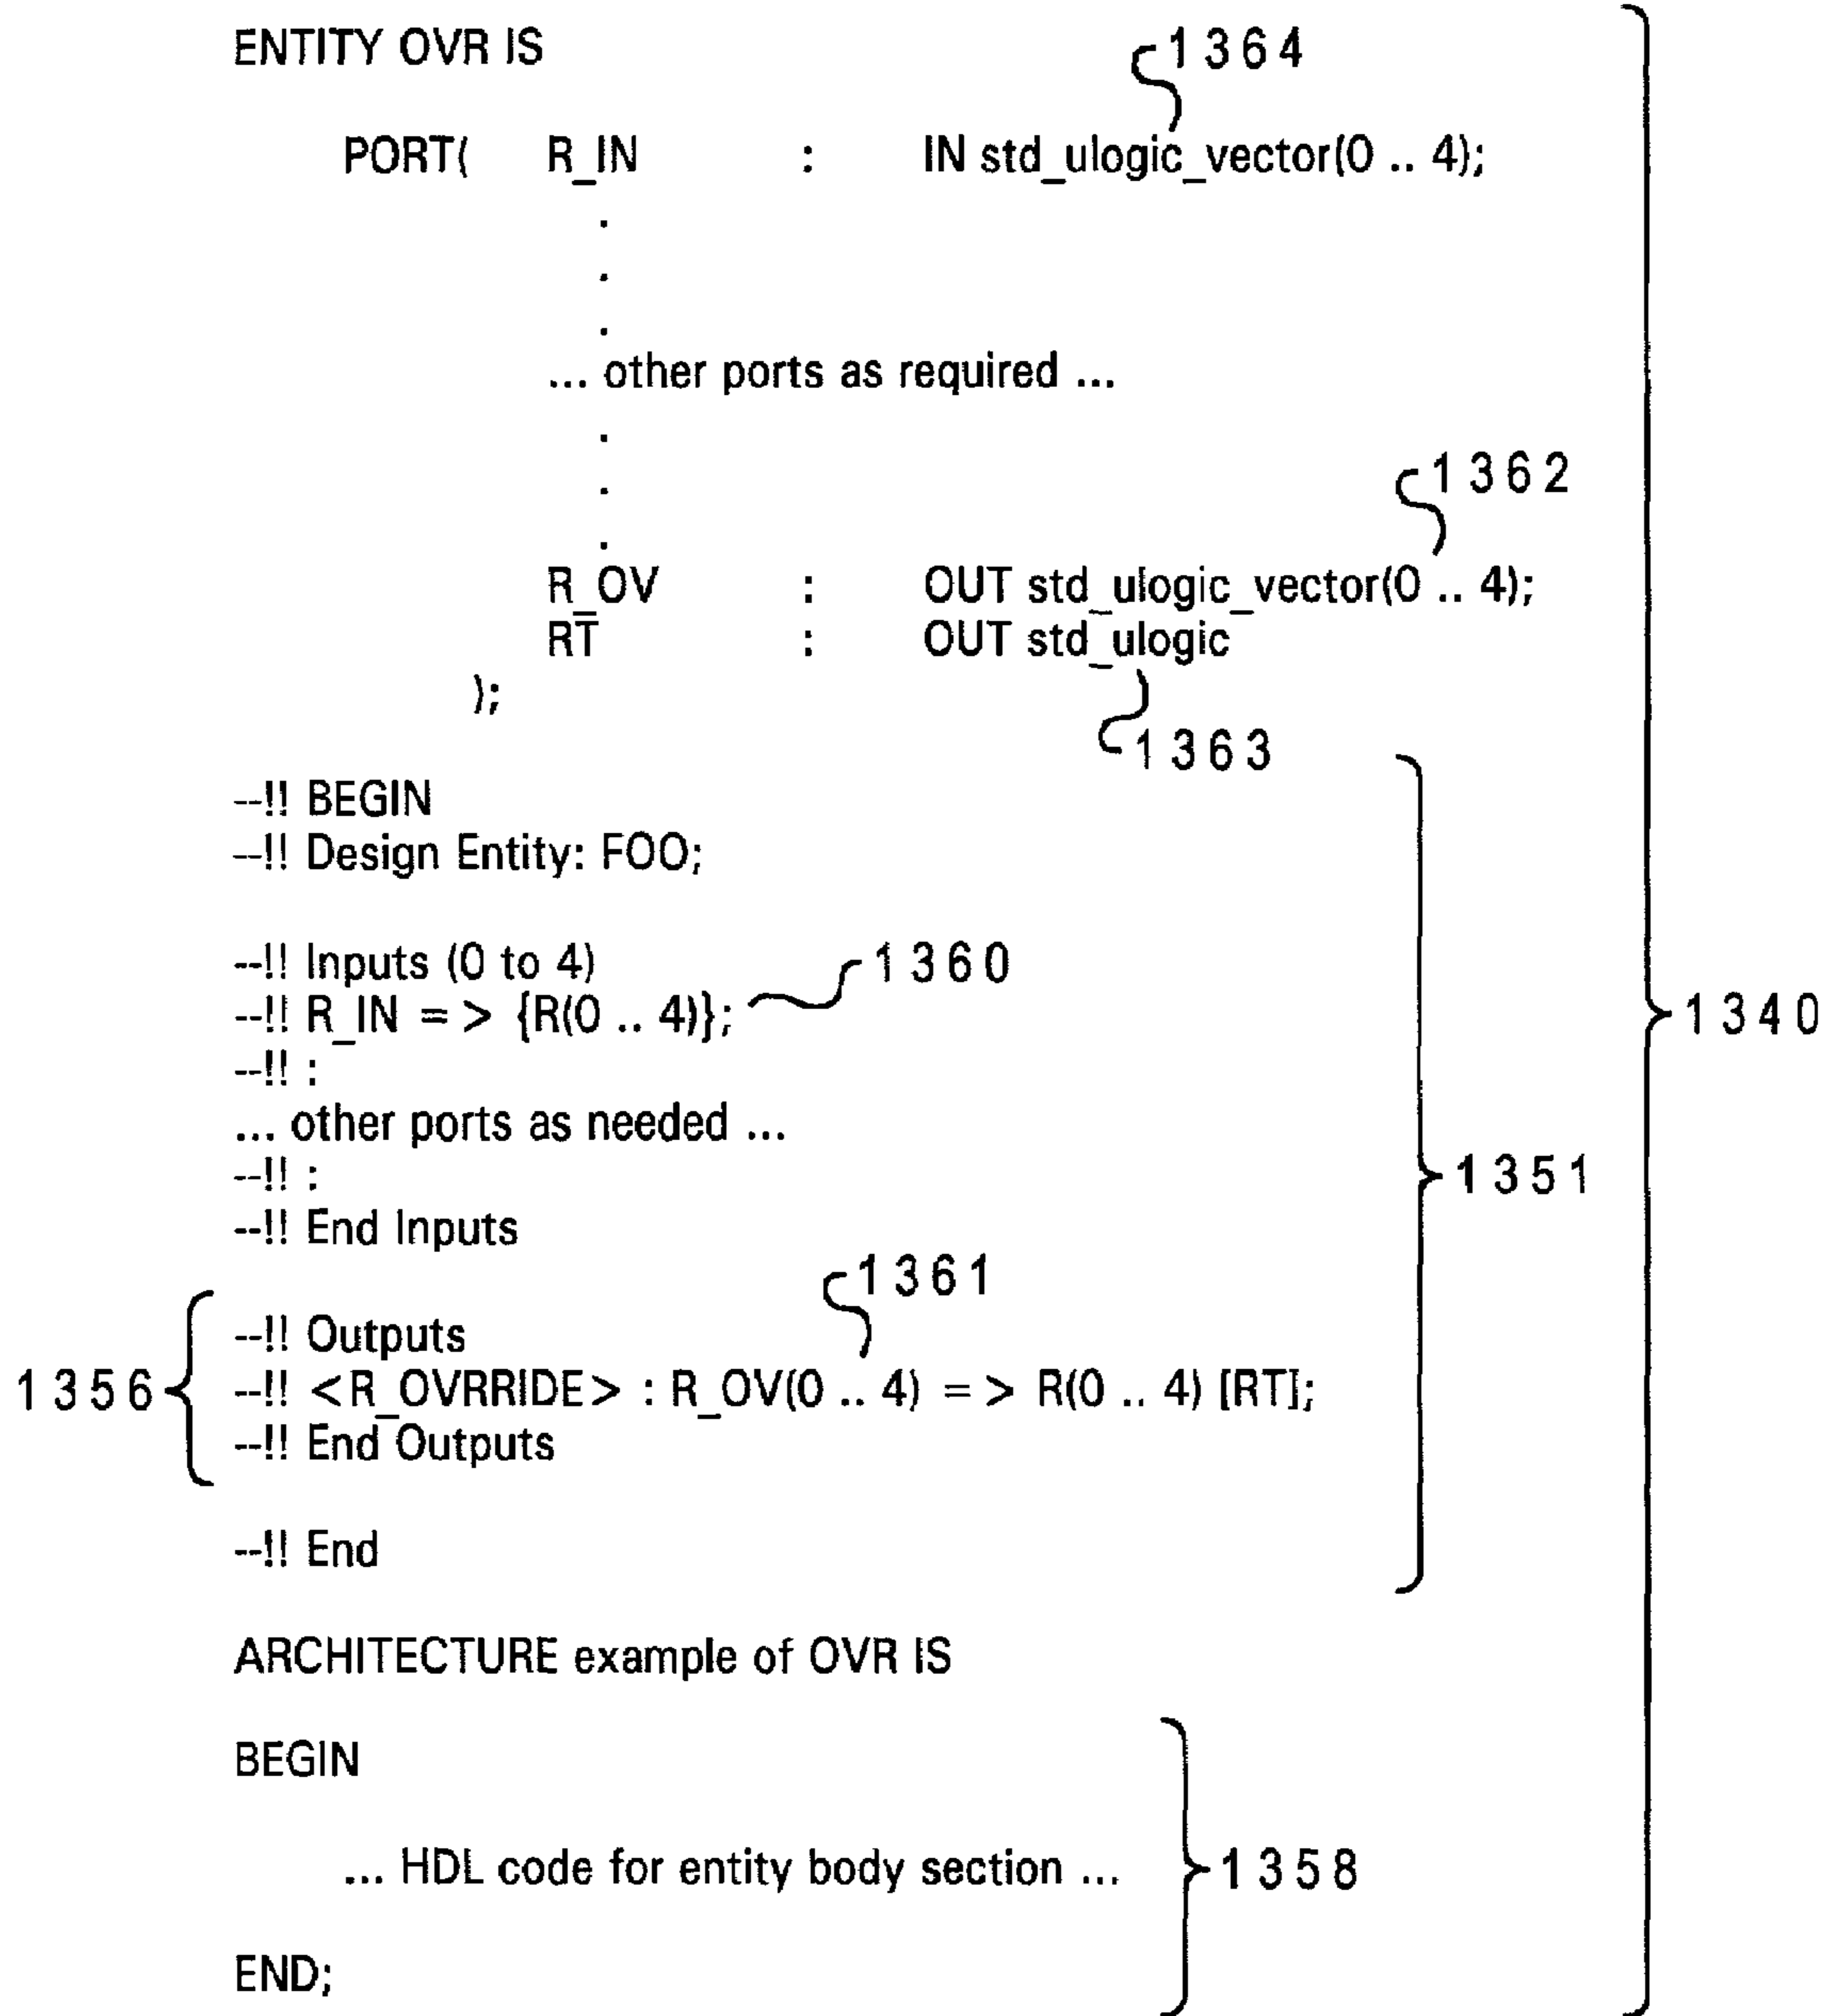 ENTITY OVR IS
1364
PORT( R_IN : IN std_ulogic_vector(0 .. 4);
.
.
.
... other ports as required ...
.
.
.
1362
R_OV : OUT std_ulogic_vector(0 .. 4);
RT : OUT std_ulogic
);
1363
--!! BEGIN
--!! Design Entity: FOO;
--!! Inputs (0 to 4)
1360
--!! R_IN => {R(0 .. 4)};
1340
--!! :
... other ports as needed ...
--!! :
1351
--!! End Inputs
1361
--!! Outputs
1356
--!! <R_OVRRIDE> : R_OV(0 .. 4) => R(0 .. 4) [RT];
--!! End Outputs
--!! End
ARCHITECTURE example of OVR IS
BEGIN
... HDL code for entity body section ...
1358
END;